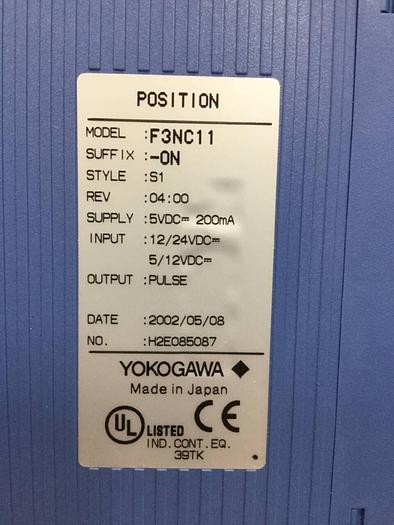 POSITION
MODEL :F3NC11
SUFFIX :-0N
STYLE :S1
REV :04:00
SUPPLY :5VDC⎓ 200mA
INPUT :12/24VDC⎓
5/12VDC⎓
OUTPUT :PULSE
DATE :2002/05/08
NO. :H2E085087
YOKOGAWA ◆
Made in Japan
UL LISTED CE
IND.CONT.EQ.
39TK